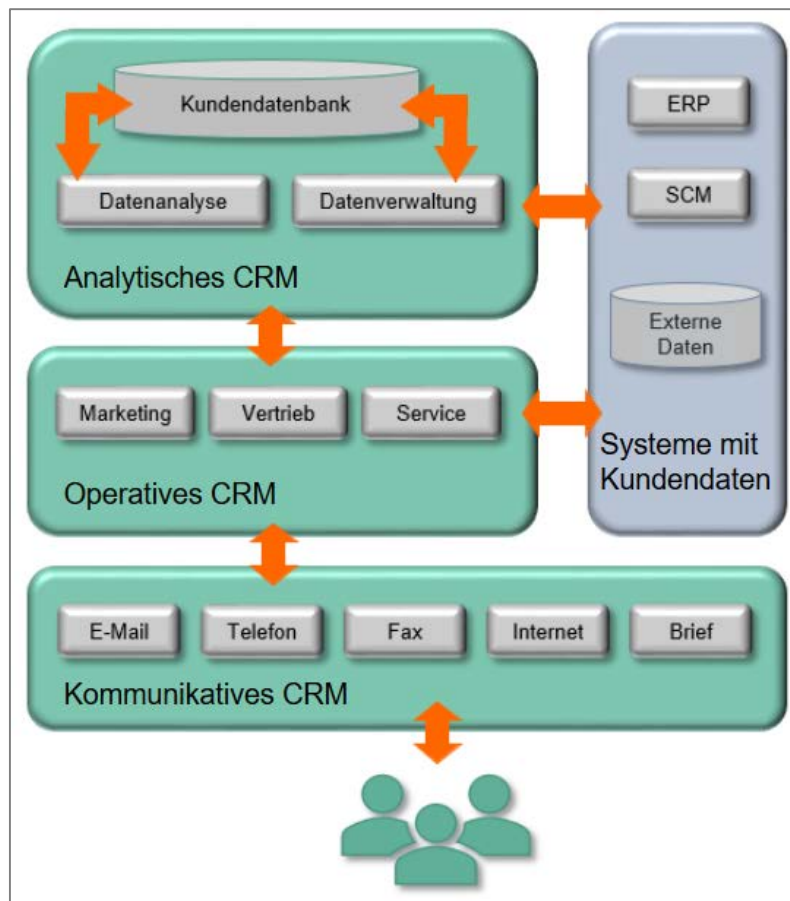 Kundendatenbank
Datenanalyse
Datenverwaltung
Analytisches CRM
ERP
SCM
Externe
Daten
Systeme mit
Kundendaten
Marketing
Vertrieb
Service
Operatives CRM
E-Mail
Telefon
Fax
Internet
Brief
Kommunikatives CRM